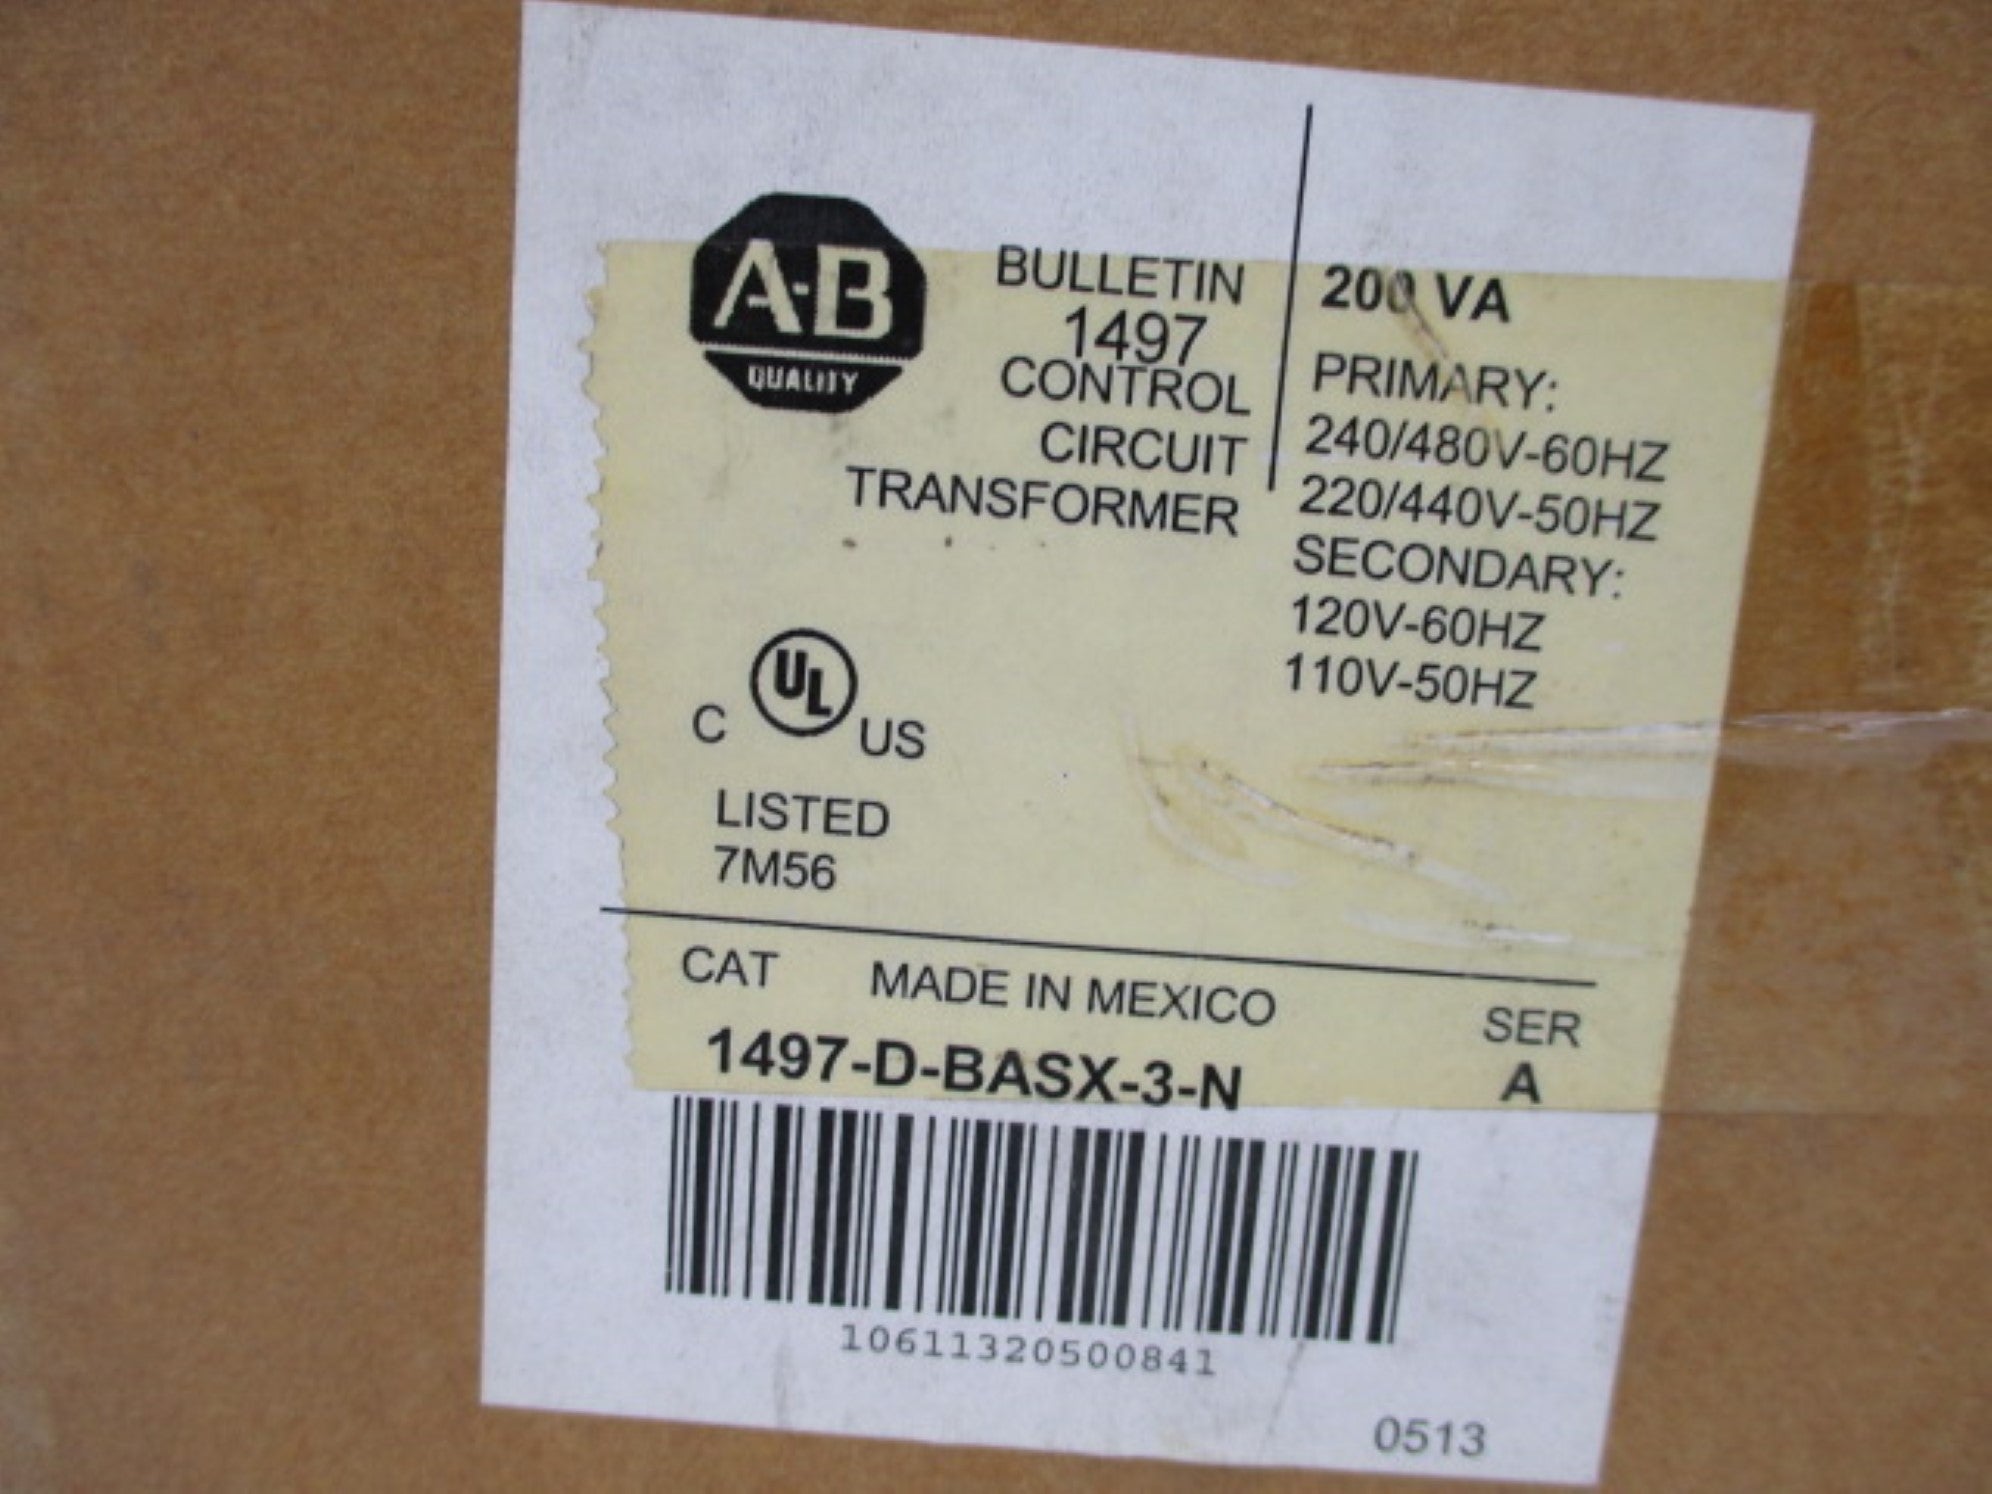 A-B
QUALITY
BULLETIN
1497
CONTROL
CIRCUIT
TRANSFORMER
200 VA
PRIMARY:
240/480V-60HZ
220/440V-50HZ
SECONDARY:
120V-60HZ
110V-50HZ
C UL US
LISTED
7M56
CAT MADE IN MEXICO SER
1497-D-BASX-3-N A
10611320500841
0513